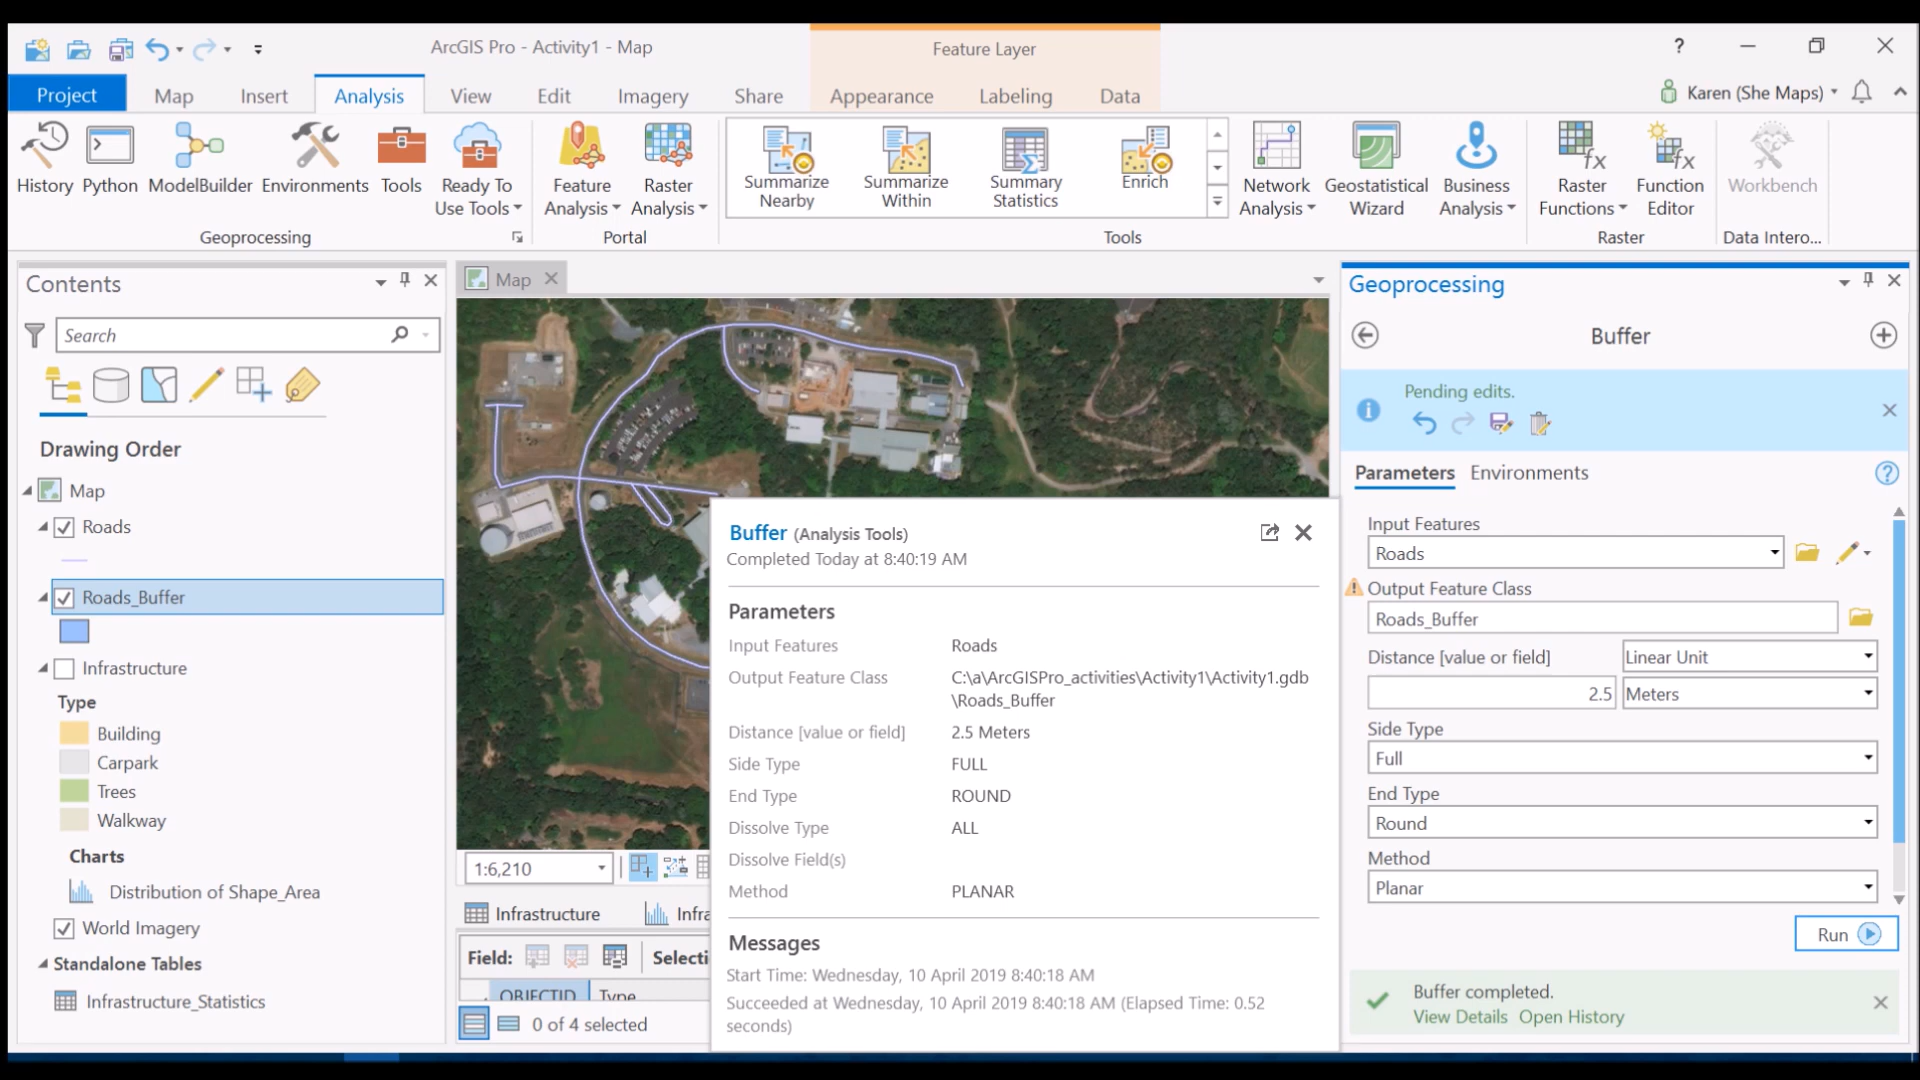 ArcGIS Pro - Activity1 - Map
Feature Layer
?
Project
Map
Insert
Analysis
View
Edit
Imagery
Share
Appearance
Labeling
Data
Karen (She Maps)
History
Python
ModelBuilder
Environments
Tools
Ready To
Use Tools
Feature
Analysis
Raster
Analysis
Summarize
Nearby
Summarize
Within
Summary
Statistics
Enrich
Network
Analysis
Geostatistical
Wizard
Business
Analysis
Raster
Functions
Function
Editor
Workbench
Geoprocessing
Portal
Tools
Raster
Data Intero...
Contents
Search
Drawing Order
Map
Roads
Roads_Buffer
Infrastructure
Type
Building
Carpark
Trees
Walkway
Charts
Distribution of Shape_Area
World Imagery
Standalone Tables
Infrastructure_Statistics
Map
1:6,210
Infrastructure
Infra
Field:
Selecti
OBJECTID
Type
0 of 4 selected
Buffer (Analysis Tools)
Completed Today at 8:40:19 AM
Parameters
Input Features Roads
Output Feature Class C:\a\ArcGISPro_activities\Activity1\Activity1.gdb
\Roads_Buffer
Distance [value or field] 2.5 Meters
Side Type FULL
End Type ROUND
Dissolve Type ALL
Dissolve Field(s)
Method PLANAR
Messages
Start Time: Wednesday, 10 April 2019 8:40:18 AM
Succeeded at Wednesday, 10 April 2019 8:40:18 AM (Elapsed Time: 0.52
seconds)
Geoprocessing
Buffer
Pending edits.
Parameters Environments
?
Input Features
Roads
Output Feature Class
Roads_Buffer
Distance [value or field]
Linear Unit
2.5
Meters
Side Type
Full
End Type
Round
Method
Planar
Run
Buffer completed.
View Details Open History